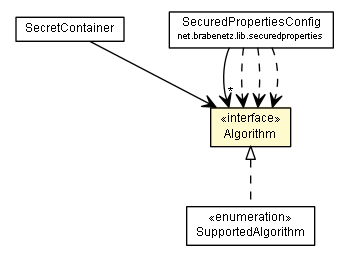 SecretContainer
SecuredPropertiesConfig
net.brabenetz.lib.securedproperties
*
«interface»
Algorithm
«enumeration»
SupportedAlgorithm